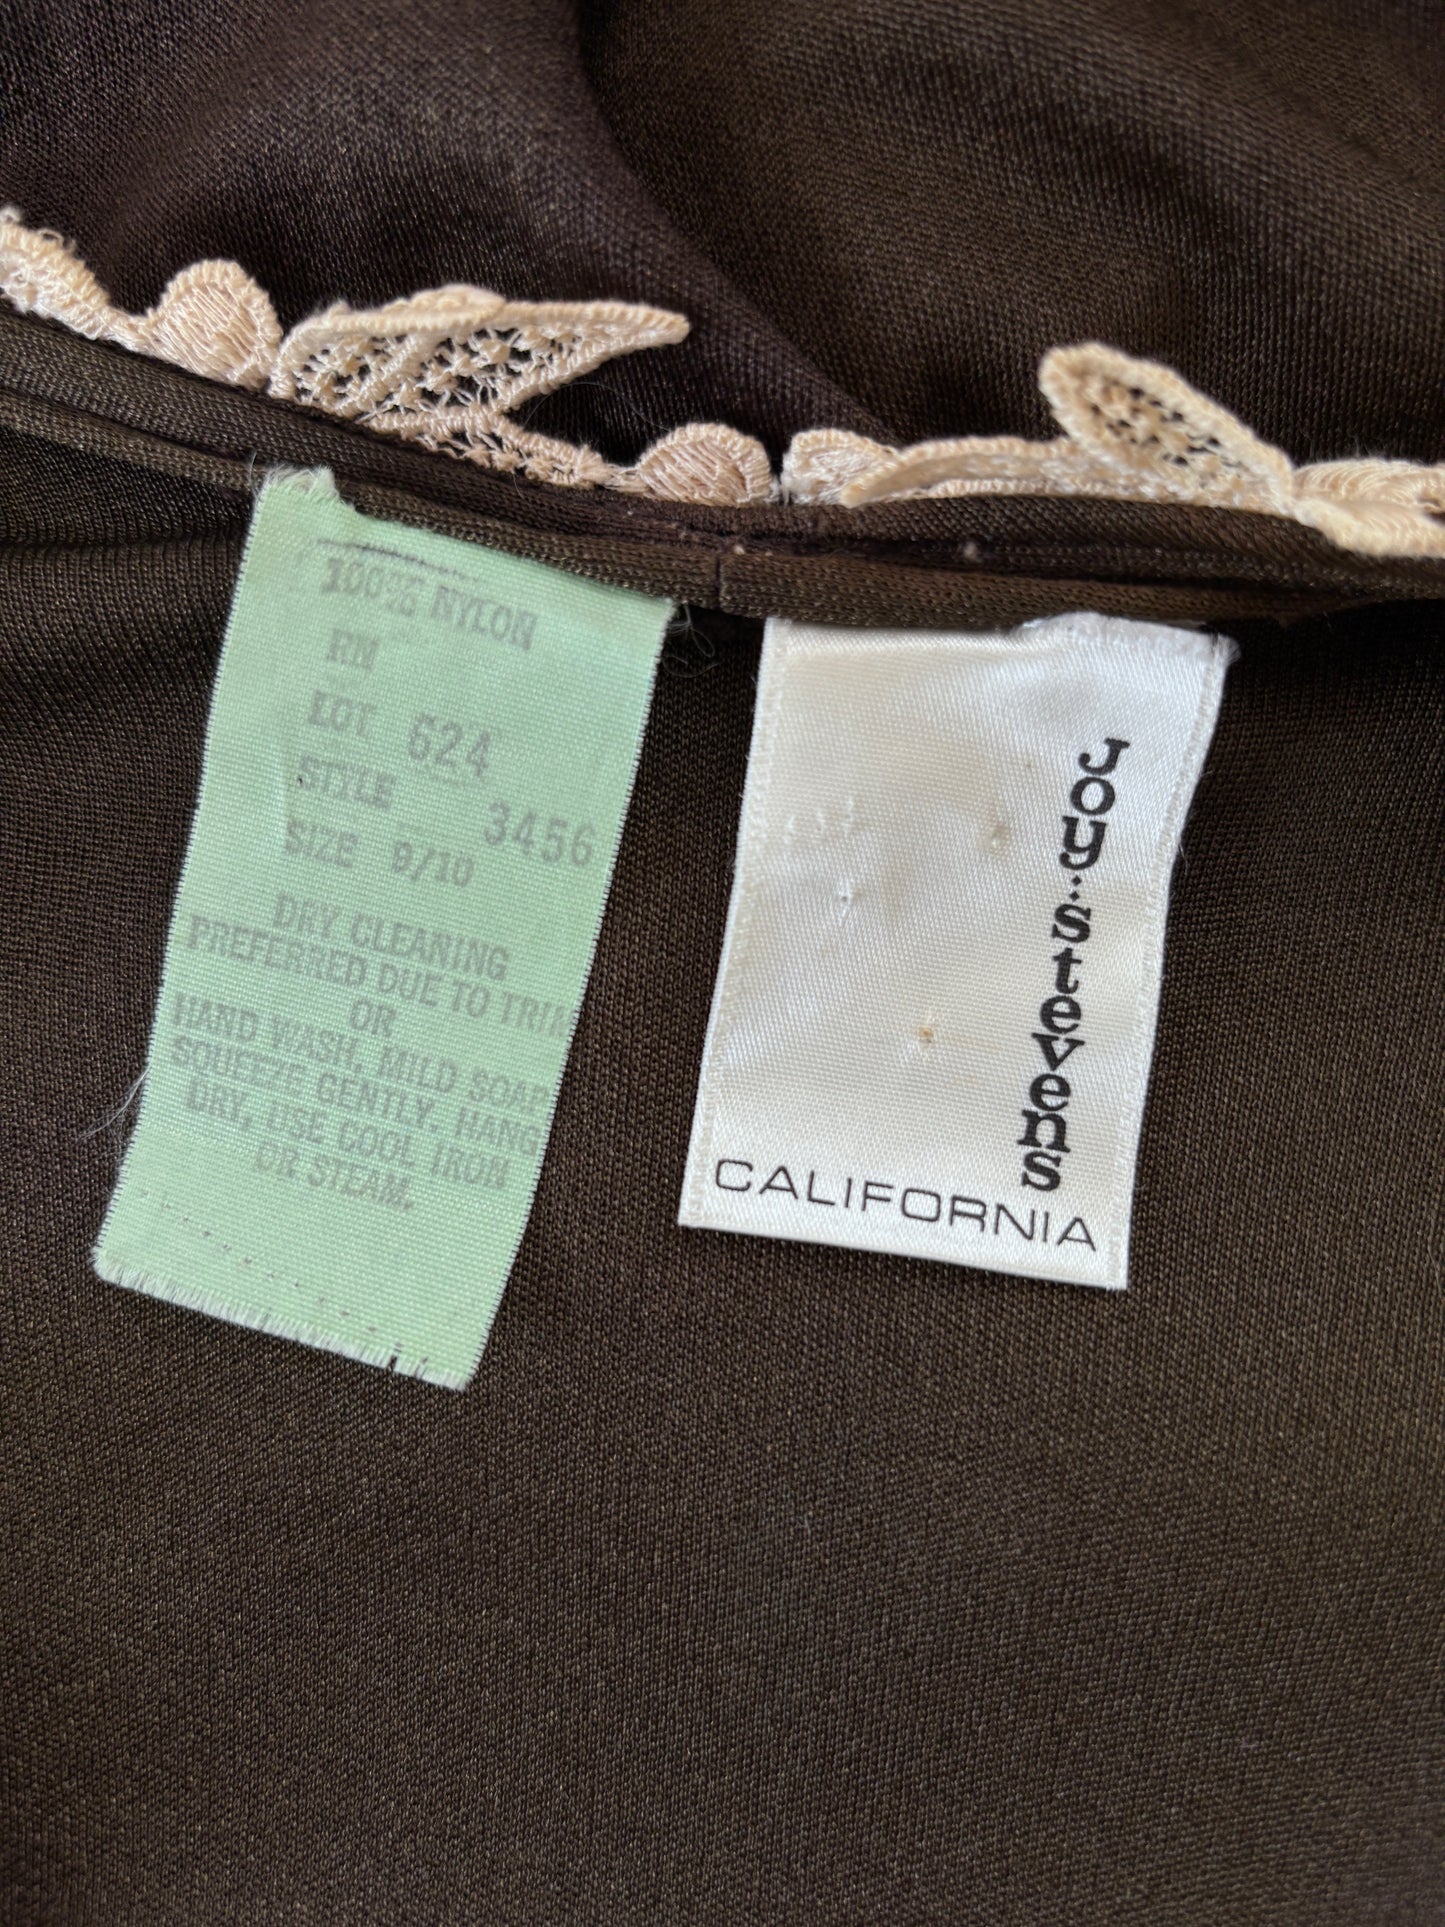 100% NYLON
RN
LOT 624
STYLE 3456
SIZE 9/10
DRY CLEANING
PREFERRED DUE TO TRIM
OR
HAND WASH, MILD SOAP
SQUEEZE GENTLY. HANG
DRY, USE COOL IRON
OR STEAM.
Jou..stevens
CALIFORNIA